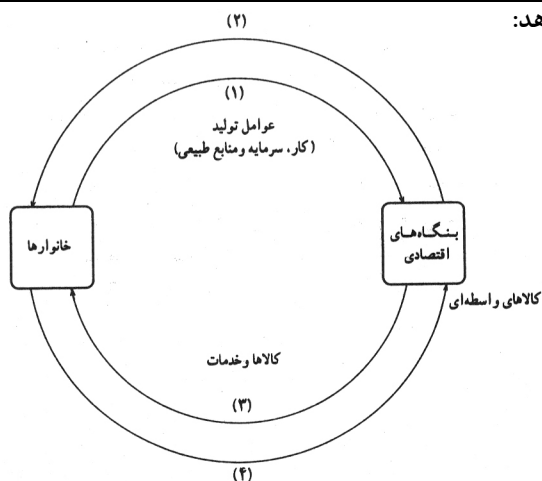 هد:
(۲)
(۱)
عوامل تولید
(کار، سرمایه ومنابع طبیعی)
بنگاه‌های
اقتصادی
خانوارها
کالاهای واسطه‌ای
کالاها وخدمات
(۳)
(۴)